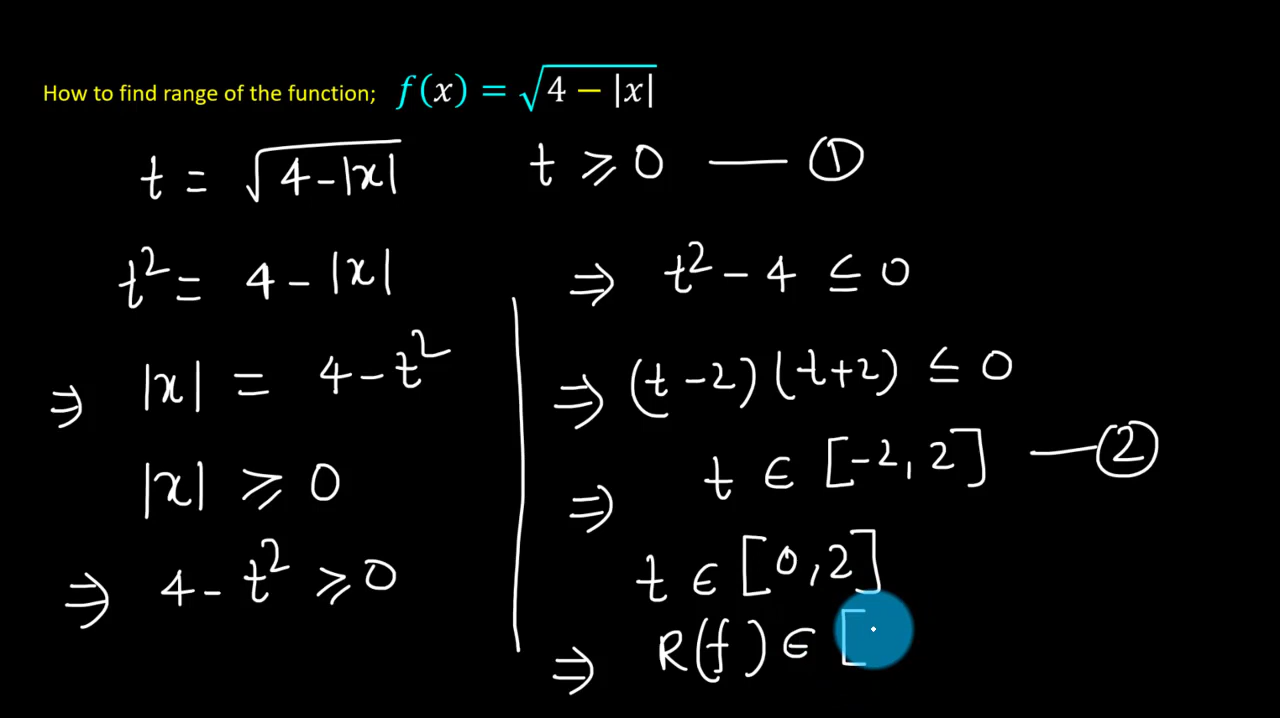 How to find range of the function; f(x) = √(4 − |x|)
t = √(4−|x|)
t ⩾ 0 — ①
t² = 4 − |x|
⇒ |x| = 4 − t²
|x| ⩾ 0
⇒ 4 − t² ⩾ 0
⇒ t² − 4 ≤ 0
⇒ (t−2)(t+2) ≤ 0
⇒ t ∈ [−2, 2] — ②
t ∈ [0, 2]
⇒ R(f) ∈ [